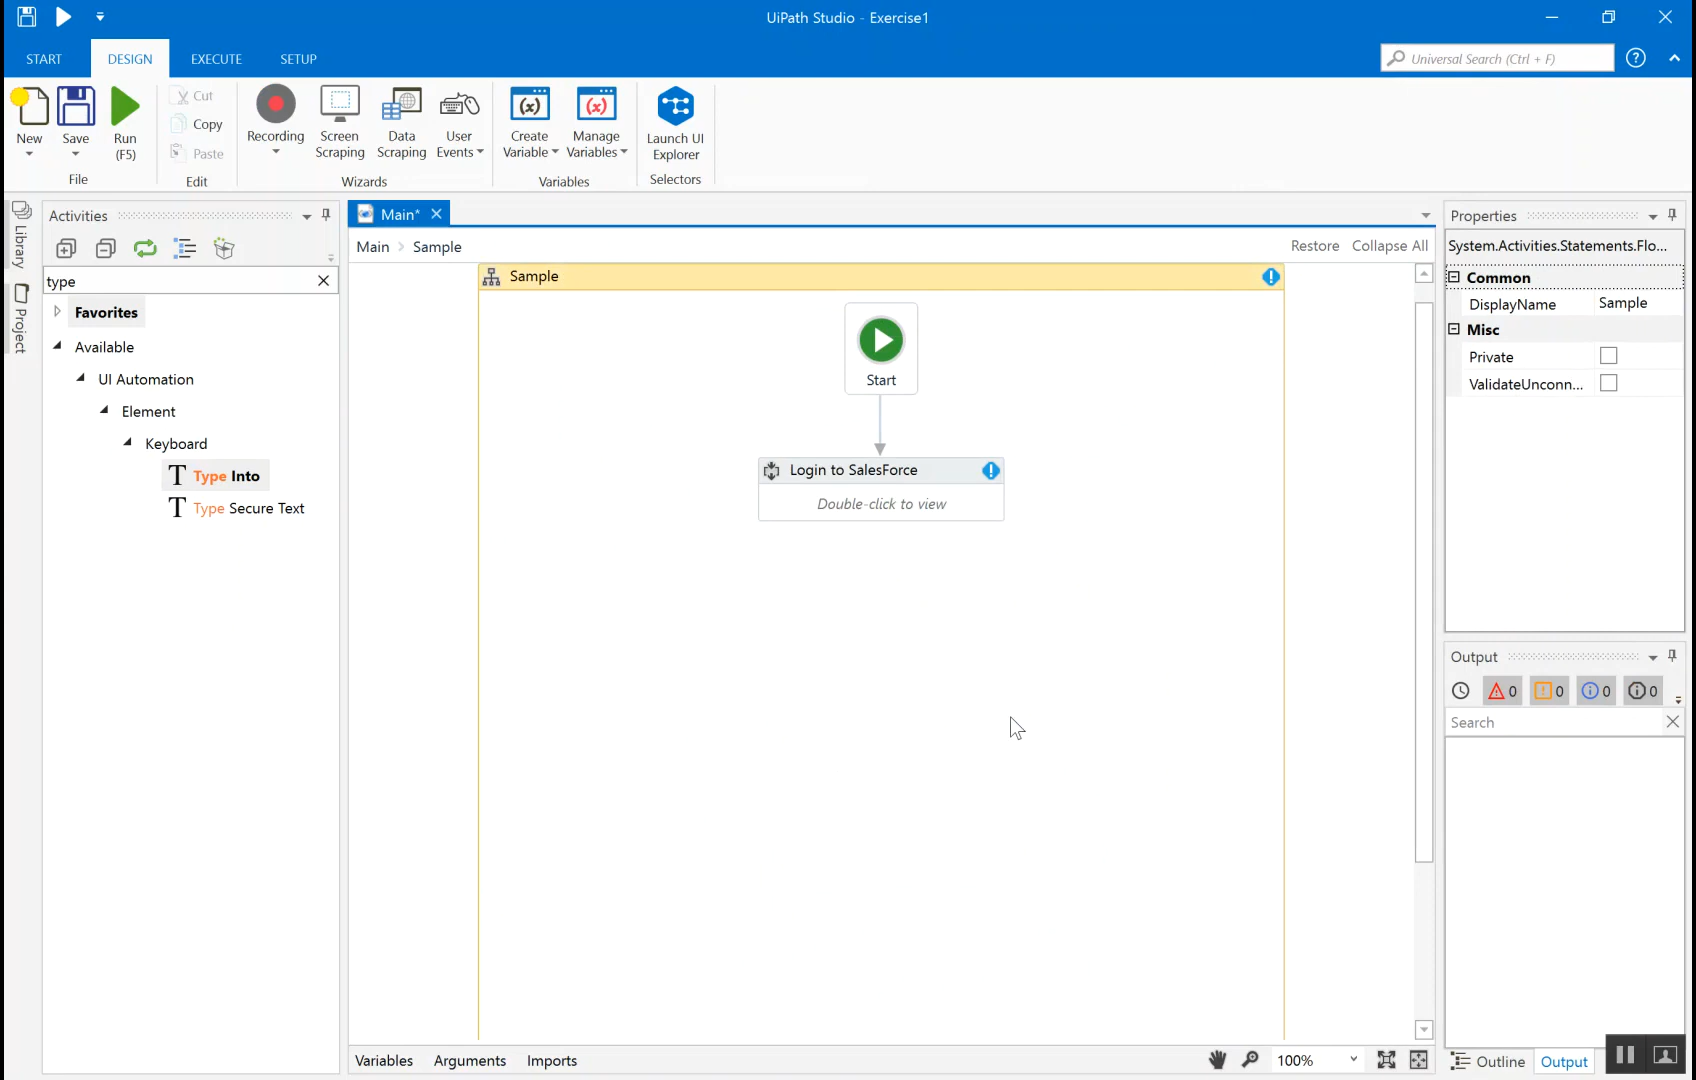 UiPath Studio - Exercise1
START
DESIGN
EXECUTE
SETUP
Universal Search (Ctrl + F)
New
Save
Run
(F5)
File
Cut
Copy
Paste
Edit
Recording
Screen
Scraping
Data
Scraping
User
Events
Wizards
Create
Variable
Manage
Variables
Variables
Launch UI
Explorer
Selectors
Library
Project
Activities
type
Favorites
Available
UI Automation
Element
Keyboard
Type Into
Type Secure Text
Main*
Main > Sample
Restore
Collapse All
Sample
Start
Login to SalesForce
Double-click to view
Variables
Arguments
Imports
100%
Properties
System.Activities.Statements.Flo...
Common
DisplayName
Sample
Misc
Private
ValidateUnconn...
Output
0
0
0
0
Search
Outline
Output